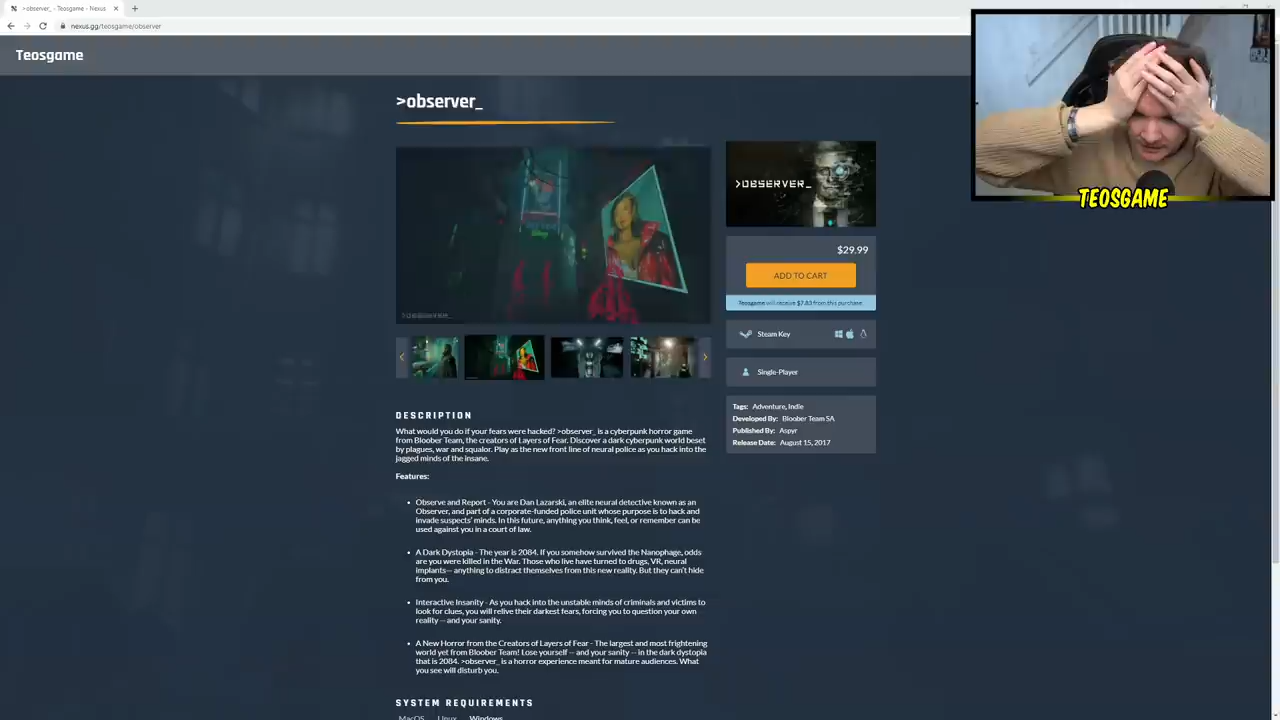 >observer_ - Teosgame - Nexus
nexus.gg/teosgame/observer
Teosgame
>observer_
>OBSERVER_
>OBSERVER_
$29.99
ADD TO CART
Teosgame will receive $7.83 from this purchase
Steam Key
Single-Player
Tags: Adventure, Indie
Developed By: Bloober Team SA
Published By: Aspyr
Release Date: August 15, 2017
TEOSGAME
DESCRIPTION
What would you do if your fears were hacked? >observer_ is a cyberpunk horror game
from Bloober Team, the creators of Layers of Fear. Discover a dark cyberpunk world beset
by plagues, war and squalor. Play as the new front line of neural police as you hack into the
jagged minds of the insane.
Features:
• Observe and Report - You are Dan Lazarski, an elite neural detective known as an
Observer, and part of a corporate-funded police unit whose purpose is to hack and
invade suspects' minds. In this future, anything you think, feel, or remember can be
used against you in a court of law.
• A Dark Dystopia - The year is 2084. If you somehow survived the Nanophage, odds
are you were killed in the War. Those who live have turned to drugs, VR, neural
implants— anything to distract themselves from this new reality. But they can't hide
from you.
• Interactive Insanity - As you hack into the unstable minds of criminals and victims to
look for clues, you will relive their darkest fears, forcing you to question your own
reality — and your sanity.
• A New Horror from the Creators of Layers of Fear - The largest and most frightening
world yet from Bloober Team! Lose yourself — and your sanity — in the dark dystopia
that is 2084. >observer_ is a horror experience meant for mature audiences. What
you see will disturb you.
SYSTEM REQUIREMENTS
MacOS Linux Windows